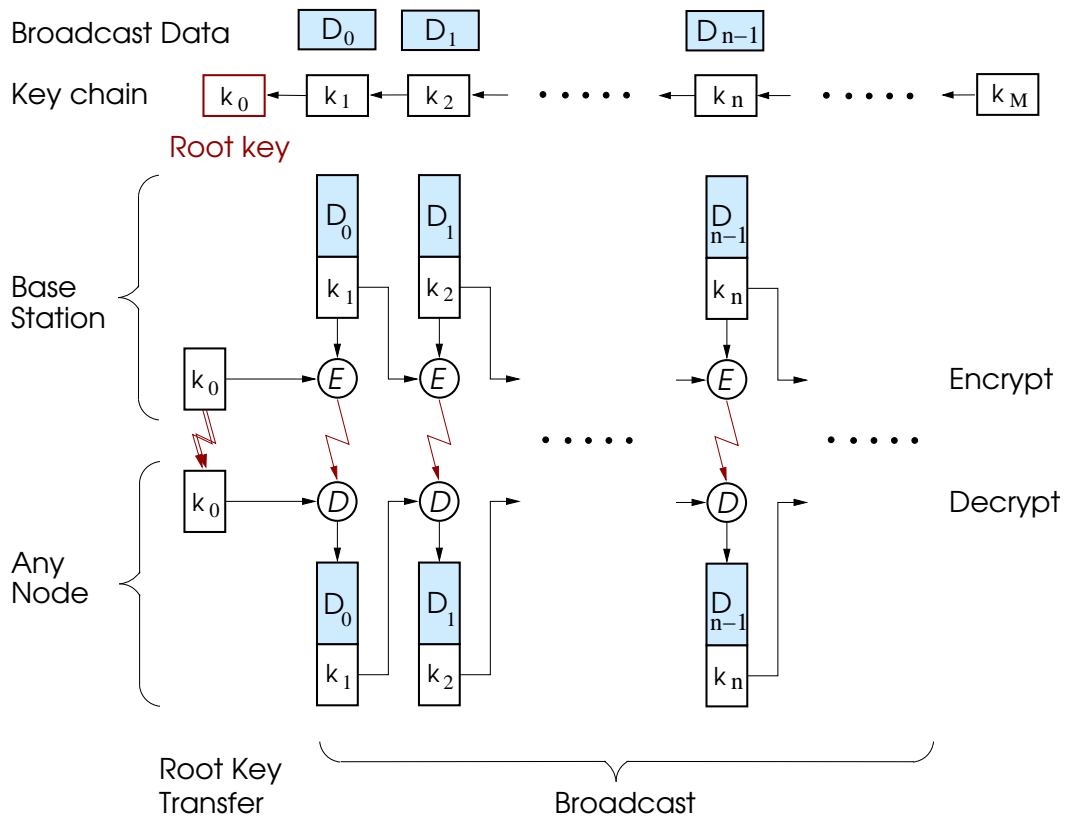 Broadcast Data D0 D1 Dn−1
Key chain k0 k1 k2 kn kM
Root key
D0 D1 Dn−1
k1 k2 kn
Base
Station
k0 E E E Encrypt
k0 D D D Decrypt
Any
Node
D0 D1 Dn−1
k1 k2 kn
Root Key
Transfer
Broadcast